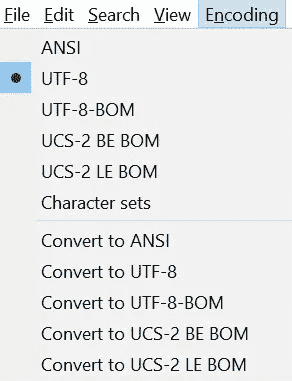 File Edit Search View Encoding
ANSI
UTF-8
UTF-8-BOM
UCS-2 BE BOM
UCS-2 LE BOM
Character sets
Convert to ANSI
Convert to UTF-8
Convert to UTF-8-BOM
Convert to UCS-2 BE BOM
Convert to UCS-2 LE BOM